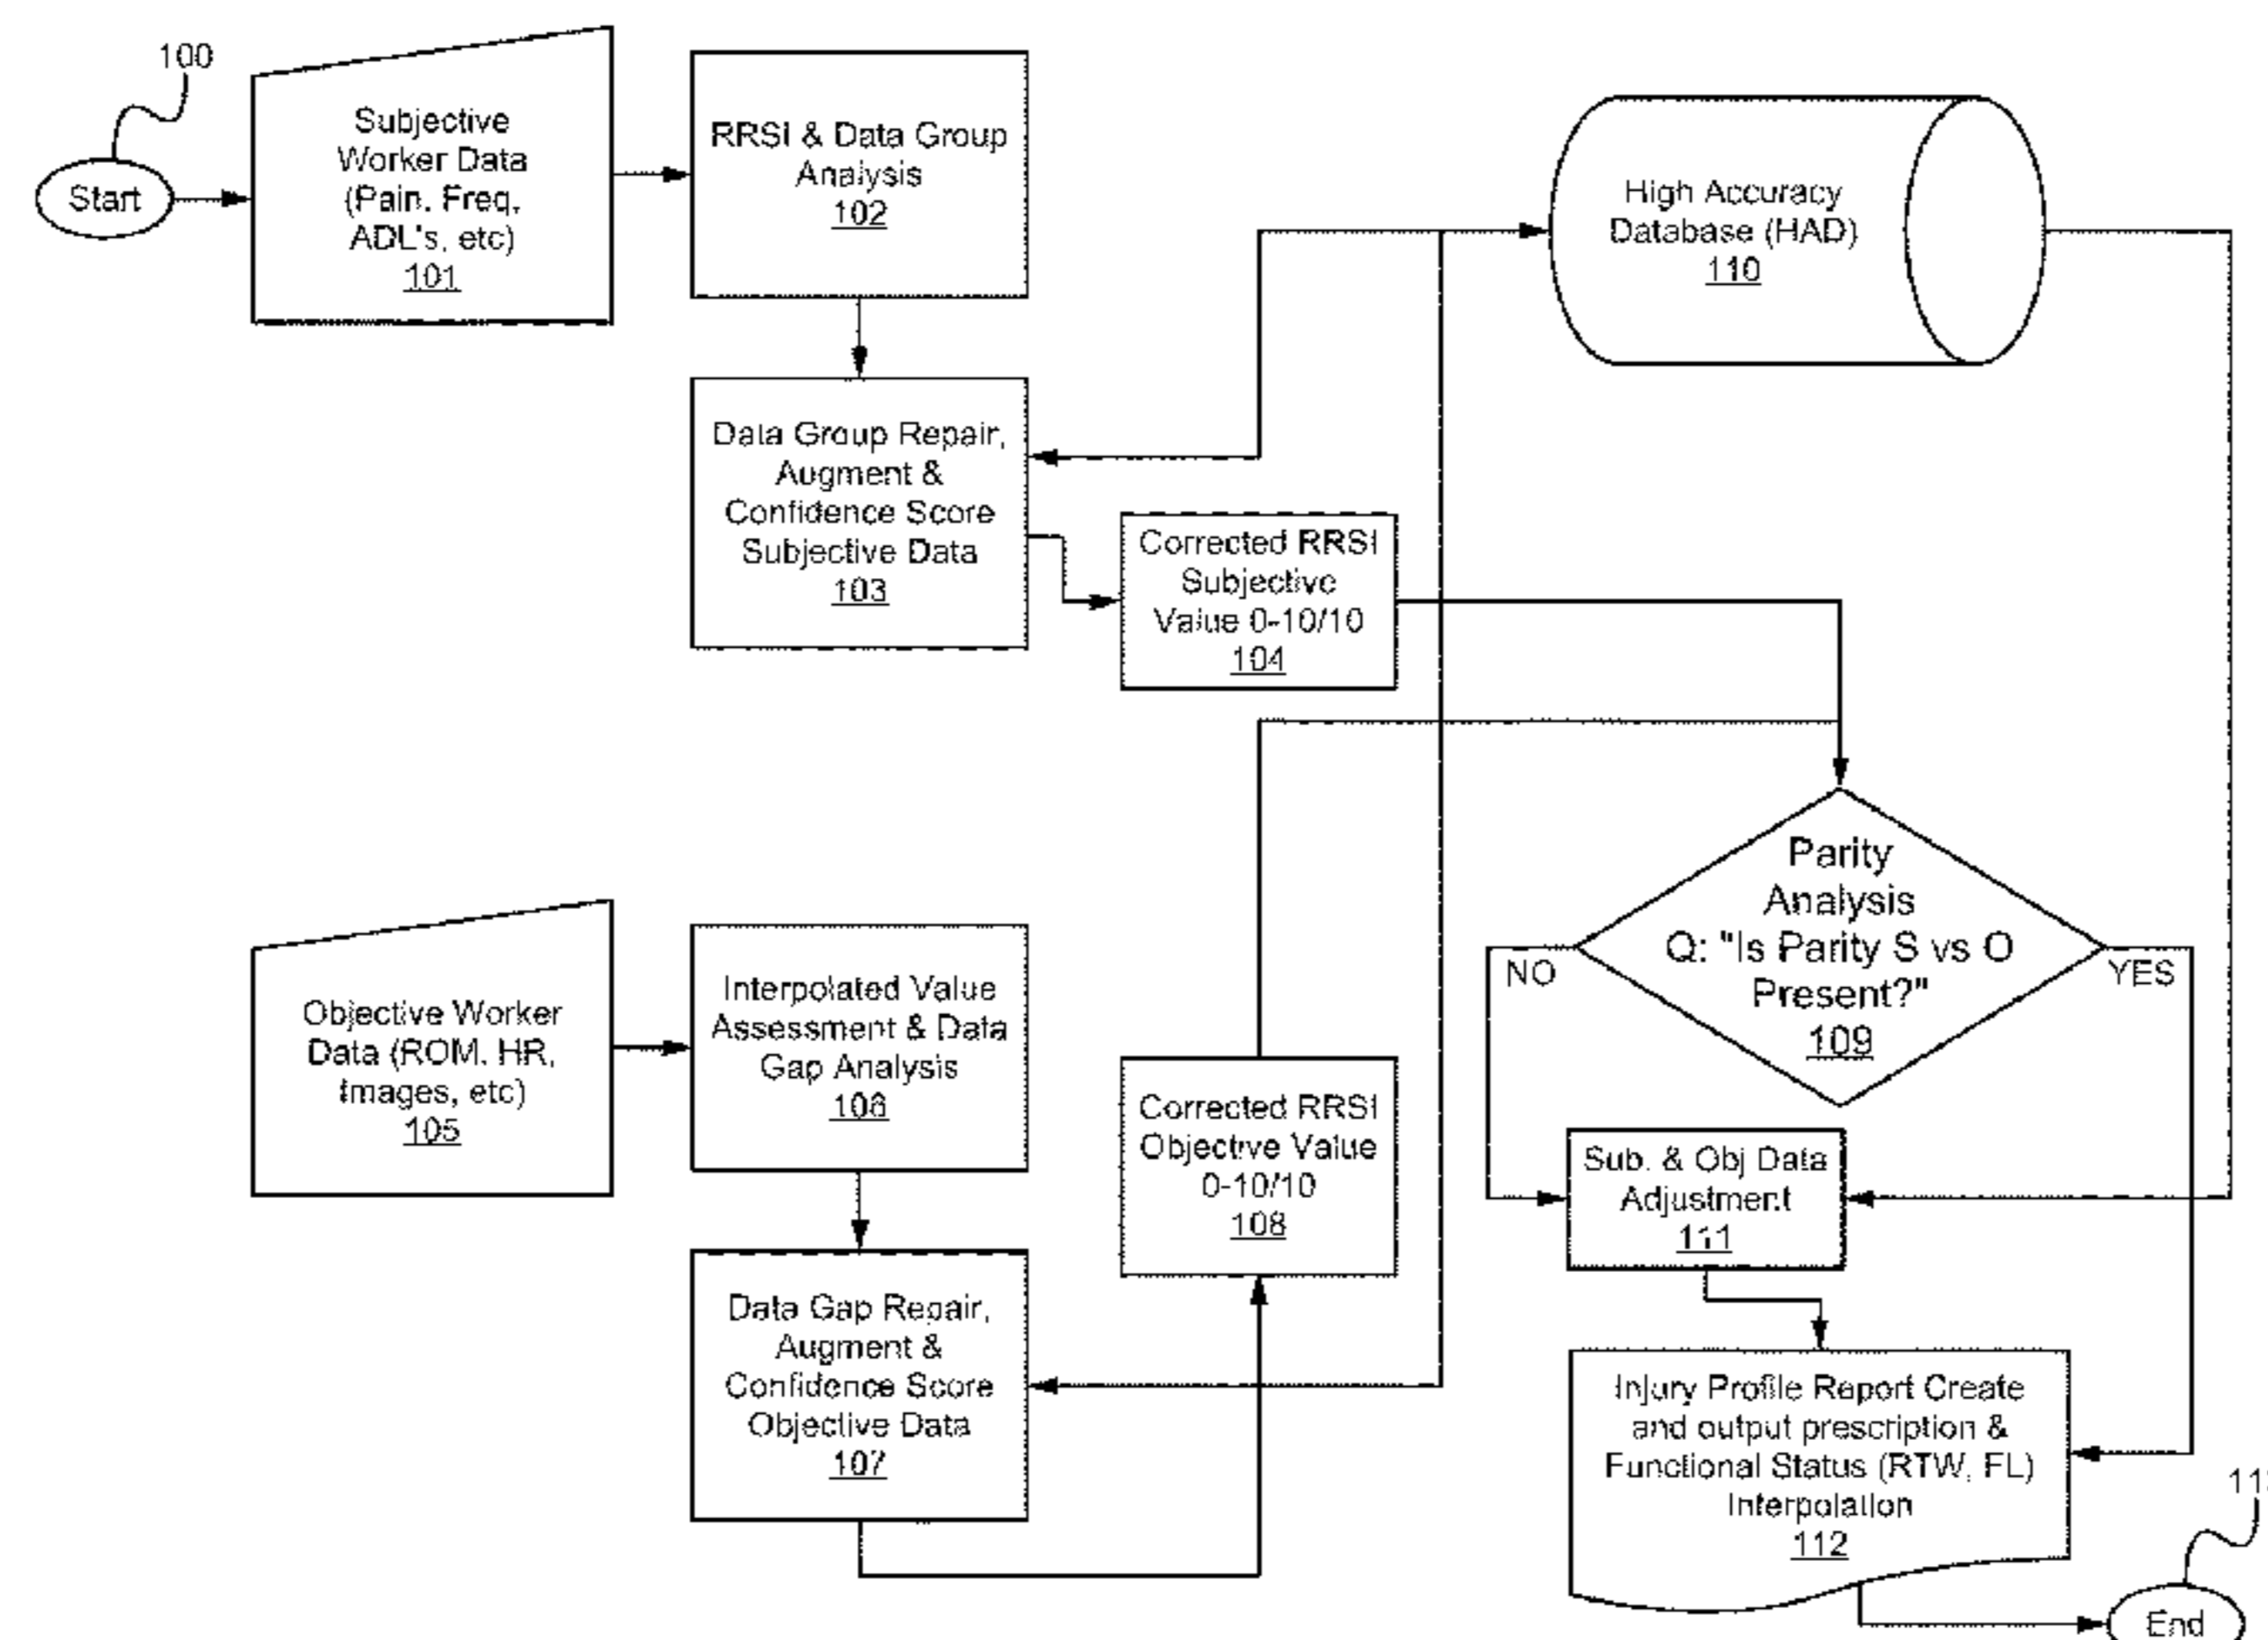 100
Start
Subjective
Worker Data
(Pain, Freq,
ADL's, etc)
101
RRSI & Data Group
Analysis
102
High Accuracy
Database (HAD)
110
Data Group Repair,
Augment &
Confidence Score
Subjective Data
103
Corrected RRSI
Subjective
Value 0-10/10
104
Parity
Analysis
Q: "Is Parity S vs O
Present?"
109
NO
YES
Objective Worker
Data (ROM, HR,
Images, etc)
105
Interpolated Value
Assessment & Data
Gap Analysis
106
Corrected RRSI
Objective Value
0-10/10
108
Sub. & Obj Data
Adjustment
111
Data Gap Repair,
Augment &
Confidence Score
Objective Data
107
Injury Profile Report Create
and output prescription &
Functional Status (RTW, FL)
Interpolation
112
End